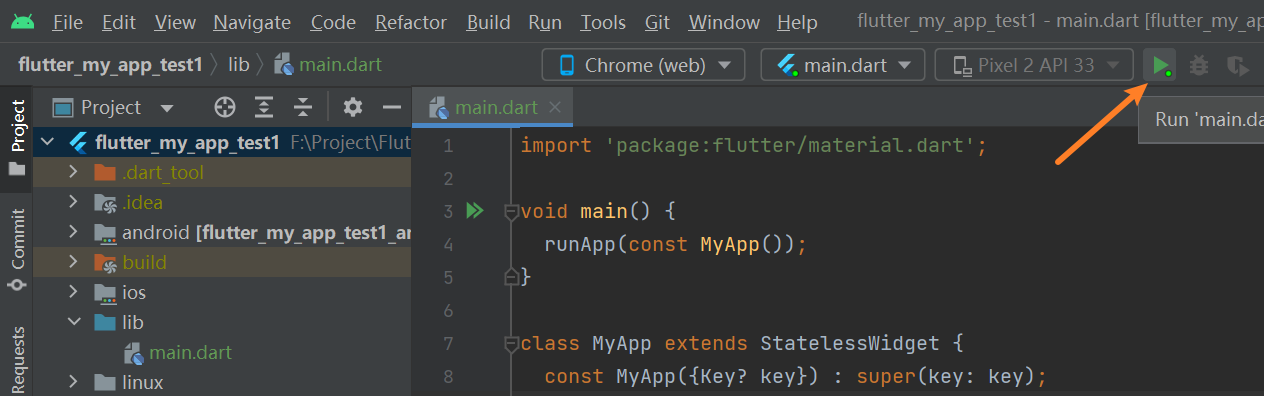 File Edit View Navigate Code Refactor Build Run Tools Git Window Help flutter_my_app_test1 - main.dart [flutter_my_ap
flutter_my_app_test1 lib main.dart Chrome (web) main.dart Pixel 2 API 33
Project
Project main.dart
Run 'main.da
flutter_my_app_test1 F:\Project\Flut
.dart_tool
.idea
android [flutter_my_app_test1_an
build
ios
lib
main.dart
linux
Commit
Requests
1 import 'package:flutter/material.dart';
2
3 void main() {
4 runApp(const MyApp());
5 }
6
7 class MyApp extends StatelessWidget {
8 const MyApp({Key? key}) : super(key: key);